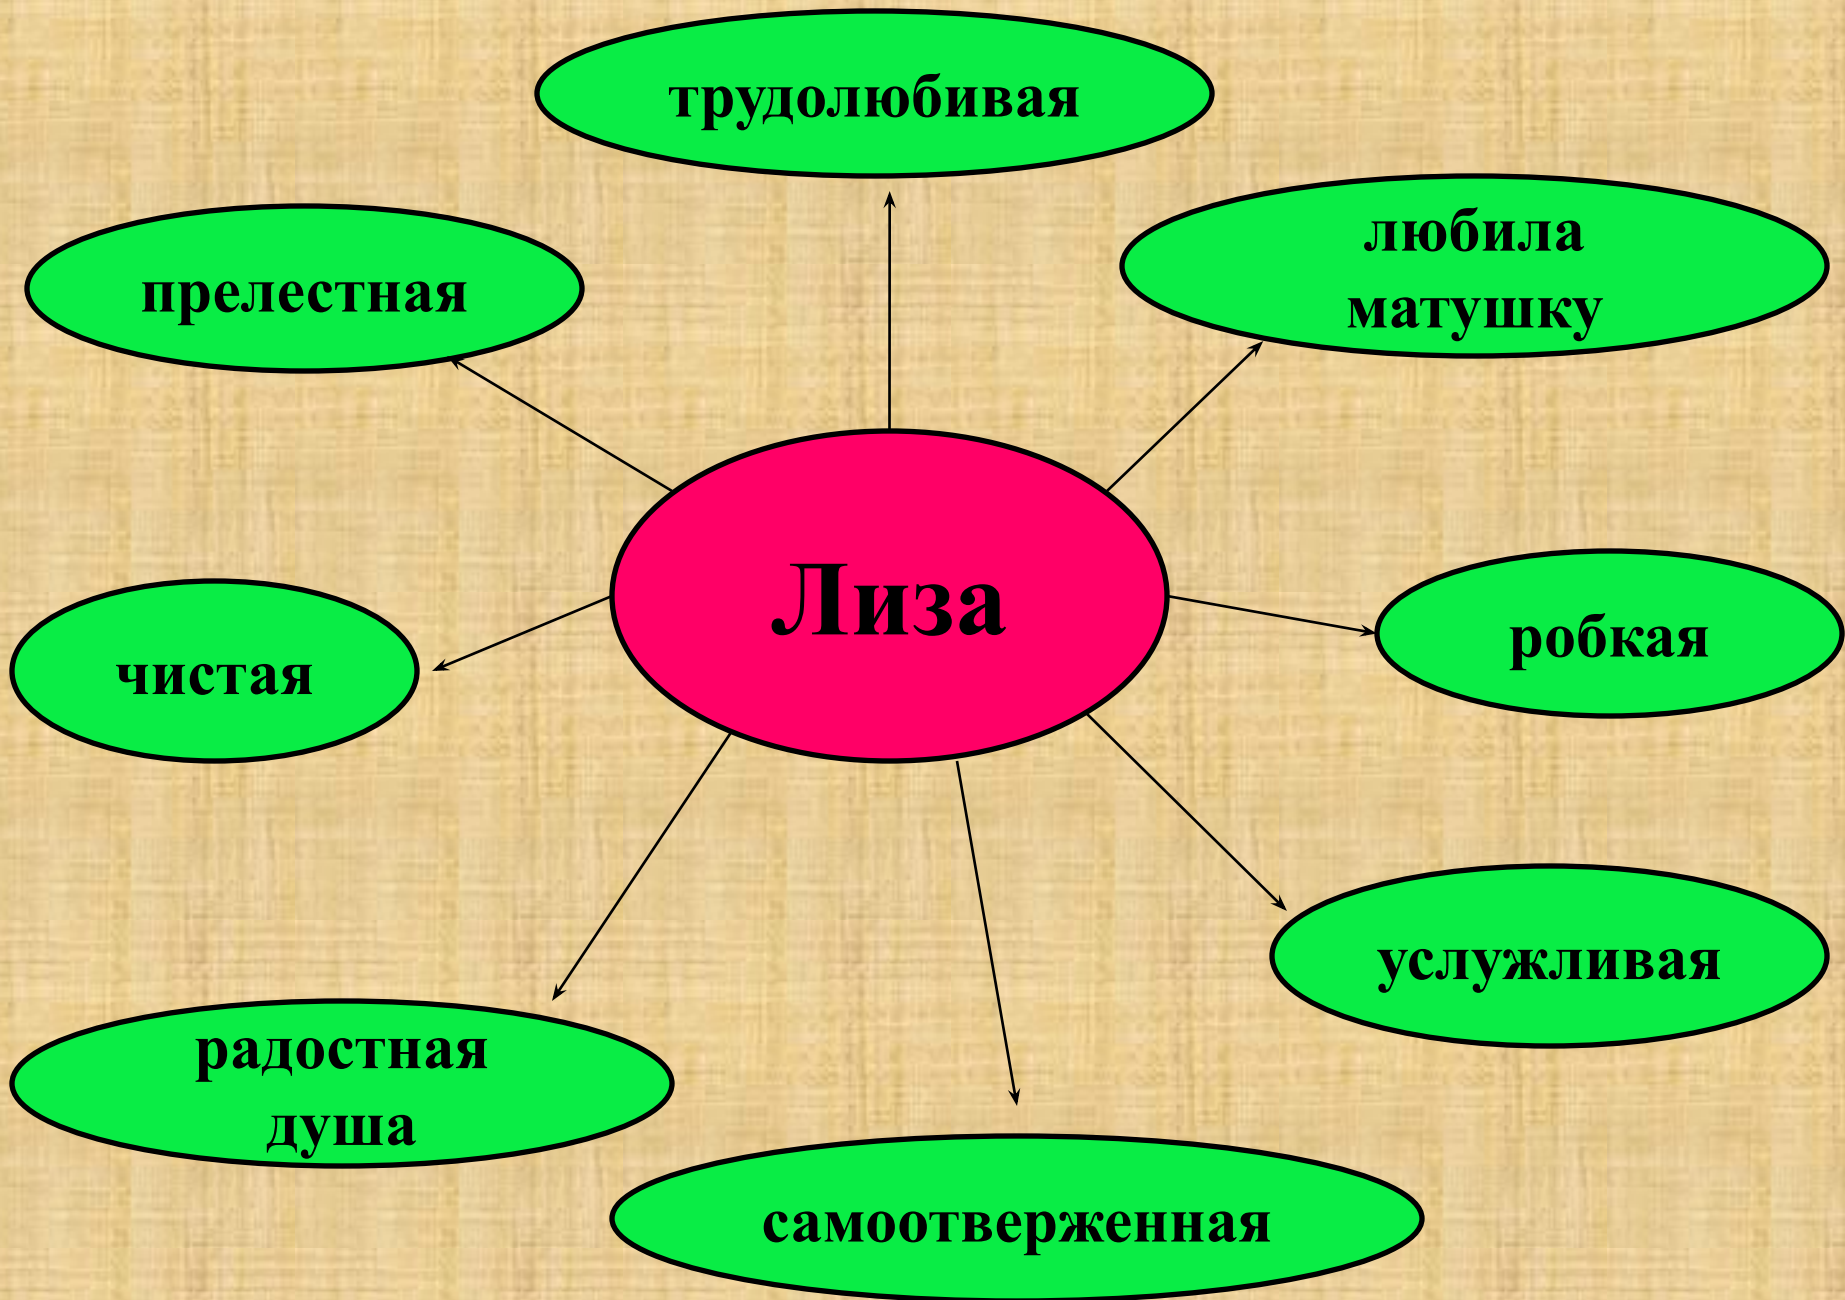 трудолюбивая
любила
матушку
прелестная
Лиза
робкая
чистая
услужливая
радостная
душа
самоотверженная